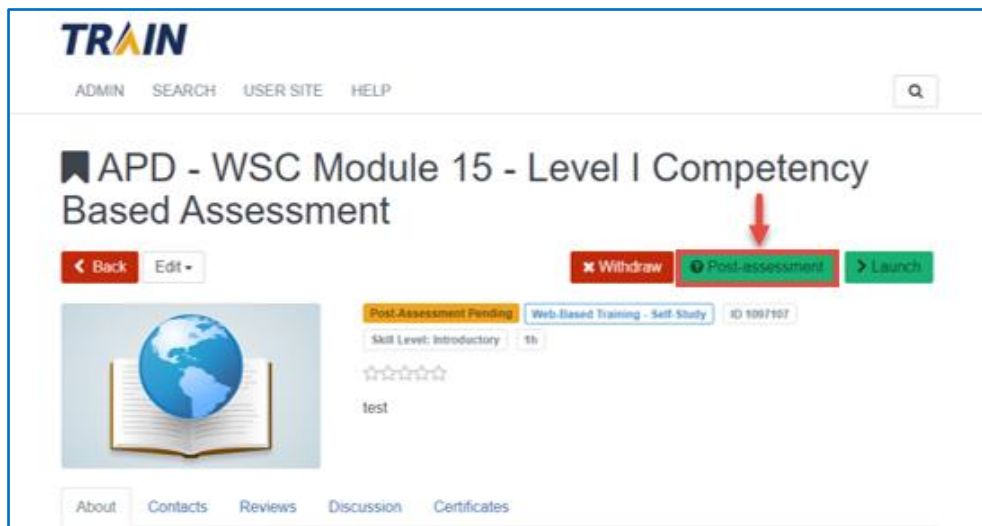 TRAIN
ADMIN SEARCH USER SITE HELP
APD - WSC Module 15 - Level I Competency
Based Assessment
Back Edit Withdraw Post-assessment Launch
Post-Assessment Pending Web-Based Training - Self-Study ID 1097107
Skill Level: Introductory 1h
test
About Contacts Reviews Discussion Certificates